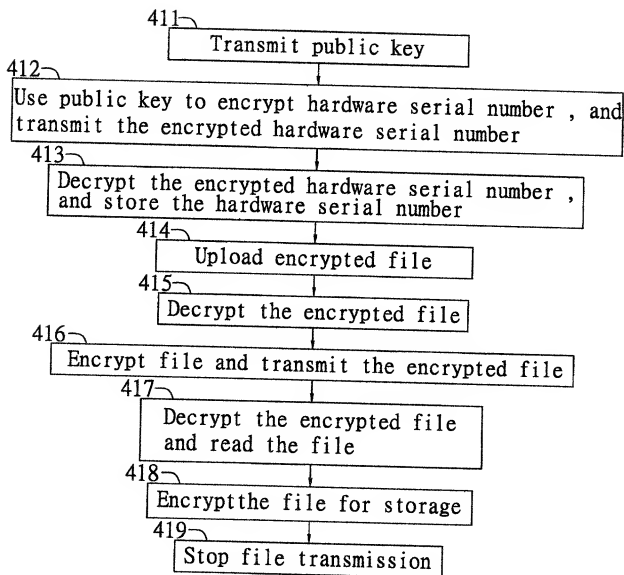 411
Transmit public key
412
Use public key to encrypt hardware serial number , and
transmit the encrypted hardware serial number
413
Decrypt the encrypted hardware serial number ,
and store the hardware serial number
414
Upload encrypted file
415
Decrypt the encrypted file
416
Encrypt file and transmit the encrypted file
417
Decrypt the encrypted file
and read the file
418
Encryptthe file for storage
419
Stop file transmission